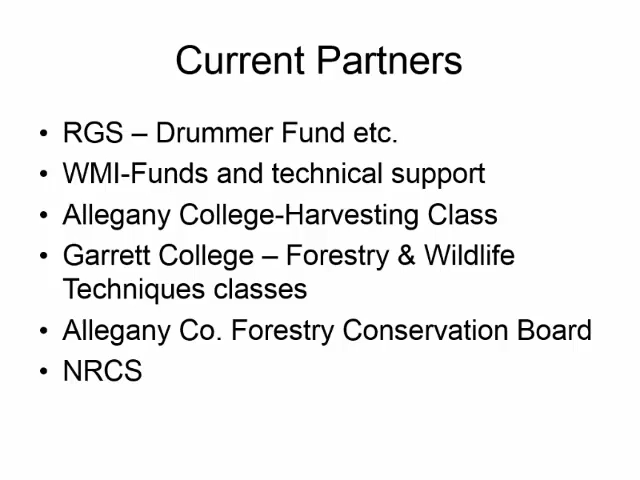 Current Partners
• RGS – Drummer Fund etc.
• WMI-Funds and technical support
• Allegany College-Harvesting Class
• Garrett College – Forestry & Wildlife
Techniques classes
• Allegany Co. Forestry Conservation Board
• NRCS